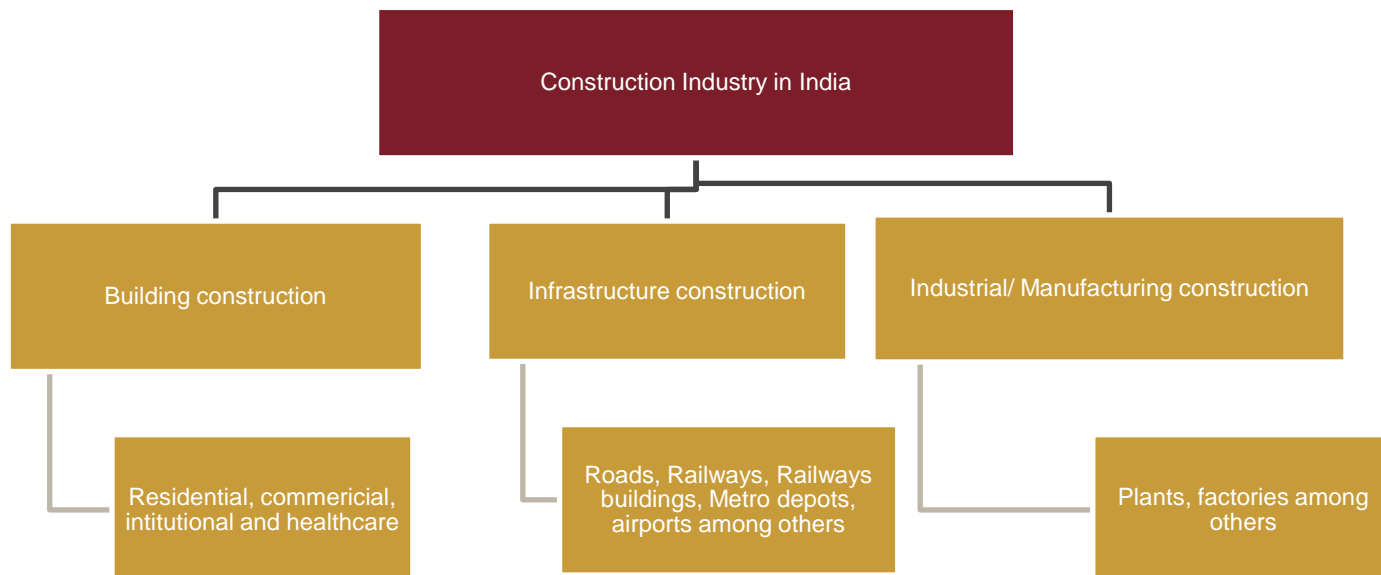 Construction Industry in India
Building construction
Infrastructure construction
Industrial/ Manufacturing construction
Residential, commericial,
intitutional and healthcare
Roads, Railways, Railways
buildings, Metro depots,
airports among others
Plants, factories among
others